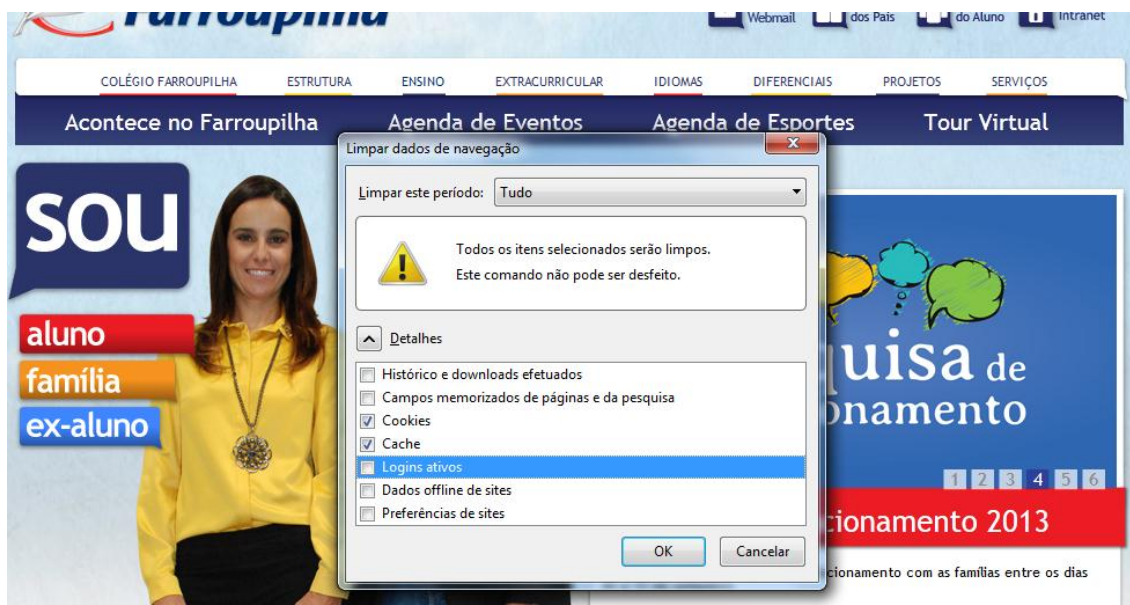 Farroupilha
Webmail
dos Pais
do Aluno
Intranet
COLÉGIO FARROUPILHA ESTRUTURA ENSINO EXTRACURRICULAR IDIOMAS DIFERENCIAIS PROJETOS SERVIÇOS
Acontece no Farroupilha Agenda de Eventos Agenda de Esportes Tour Virtual
Limpar dados de navegação
Limpar este período: Tudo
Todos os itens selecionados serão limpos.
Este comando não pode ser desfeito.
Detalhes
Histórico e downloads efetuados
Campos memorizados de páginas e da pesquisa
Cookies
Cache
Logins ativos
Dados offline de sites
Preferências de sites
OK Cancelar
sou
aluno
família
ex-aluno
uisa de
onamento
1 2 3 4 5 6
cionamento 2013
cionamento com as famílias entre os dias